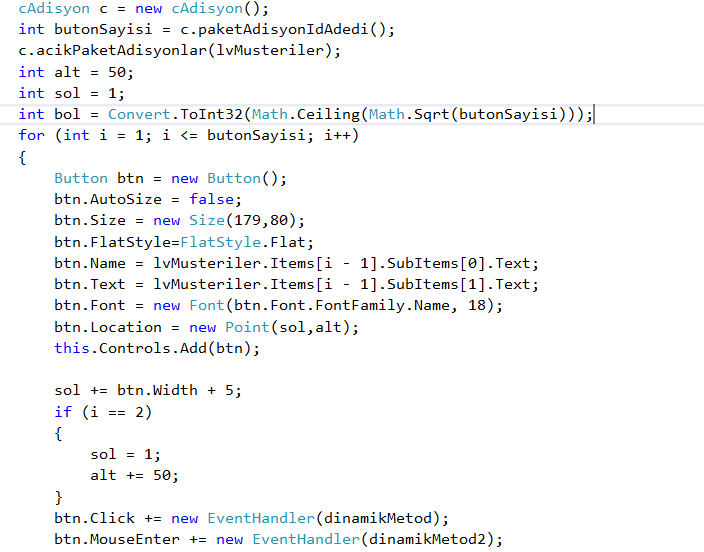 cAdisyon c = new cAdisyon();
int butonSayisi = c.paketAdisyonIdAdedi();
c.acikPaketAdisyonlar(lvMusteriler);
int alt = 50;
int sol = 1;
int bol = Convert.ToInt32(Math.Ceiling(Math.Sqrt(butonSayisi)));
for (int i = 1; i <= butonSayisi; i++)
{
    Button btn = new Button();
    btn.AutoSize = false;
    btn.Size = new Size(179,80);
    btn.FlatStyle=FlatStyle.Flat;
    btn.Name = lvMusteriler.Items[i - 1].SubItems[0].Text;
    btn.Text = lvMusteriler.Items[i - 1].SubItems[1].Text;
    btn.Font = new Font(btn.Font.FontFamily.Name, 18);
    btn.Location = new Point(sol,alt);
    this.Controls.Add(btn);

    sol += btn.Width + 5;
    if (i == 2)
    {
        sol = 1;
        alt += 50;
    }
    btn.Click += new EventHandler(dinamikMetod);
    btn.MouseEnter += new EventHandler(dinamikMetod2);